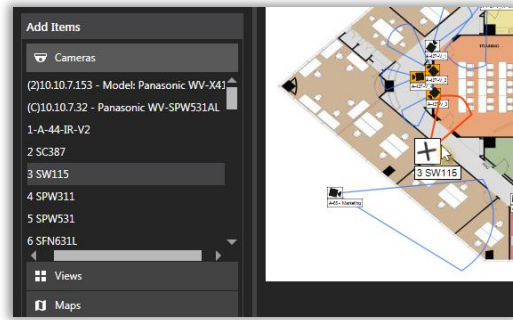 Add Items
Cameras
(2)10.10.7.153 - Model: Panasonic WV-X41
(C)10.10.7.32 - Panasonic WV-SPW531AL
1-A-44-IR-V2
2 SC387
3 SW115
4 SPW311
5 SPW531
6 SFN631L
Views
Maps
3 SW115